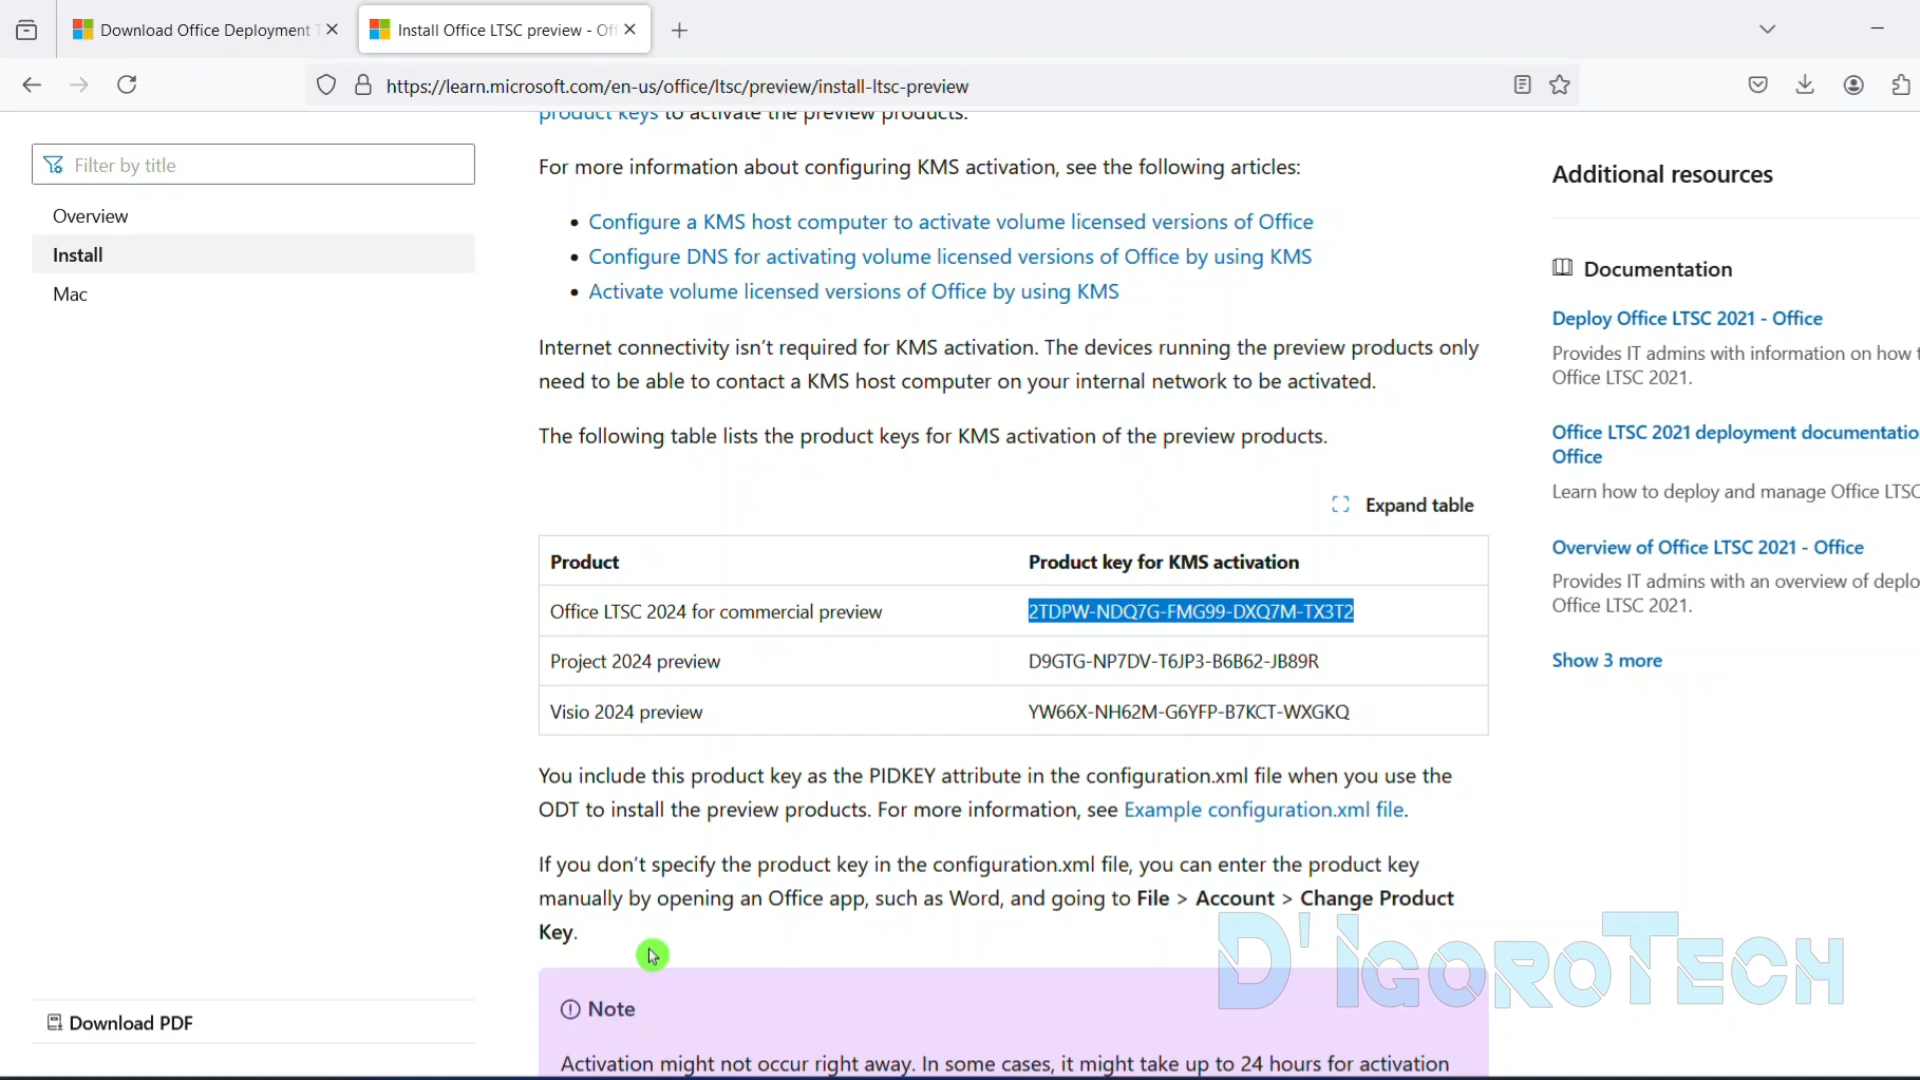 Download Office Deployment T
Install Office LTSC preview - Off
https://learn.microsoft.com/en-us/office/ltsc/preview/install-ltsc-preview
Filter by title
Overview
Install
Mac
Download PDF
product keys to activate the preview products.
For more information about configuring KMS activation, see the following articles:
• Configure a KMS host computer to activate volume licensed versions of Office
• Configure DNS for activating volume licensed versions of Office by using KMS
• Activate volume licensed versions of Office by using KMS
Internet connectivity isn't required for KMS activation. The devices running the preview products only
need to be able to contact a KMS host computer on your internal network to be activated.
The following table lists the product keys for KMS activation of the preview products.
Expand table
Product Product key for KMS activation
Office LTSC 2024 for commercial preview 2TDPW-NDQ7G-FMG99-DXQ7M-TX3T2
Project 2024 preview D9GTG-NP7DV-T6JP3-B6B62-JB89R
Visio 2024 preview YW66X-NH62M-G6YFP-B7KCT-WXGKQ
You include this product key as the PIDKEY attribute in the configuration.xml file when you use the
ODT to install the preview products. For more information, see Example configuration.xml file.
If you don't specify the product key in the configuration.xml file, you can enter the product key
manually by opening an Office app, such as Word, and going to File > Account > Change Product
Key.
Note
Activation might not occur right away. In some cases, it might take up to 24 hours for activation
Additional resources
Documentation
Deploy Office LTSC 2021 - Office
Provides IT admins with information on how t
Office LTSC 2021.
Office LTSC 2021 deployment documentatio
Office
Learn how to deploy and manage Office LTSC
Overview of Office LTSC 2021 - Office
Provides IT admins with an overview of deplo
Office LTSC 2021.
Show 3 more
D'IgoroTech